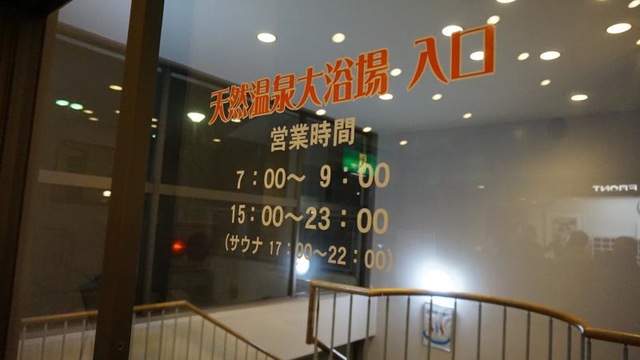 天然温泉大浴場 入口
営業時間
7:00～ 9:00
15:00～23:00
(サウナ 17:00～22:00)
FRONT